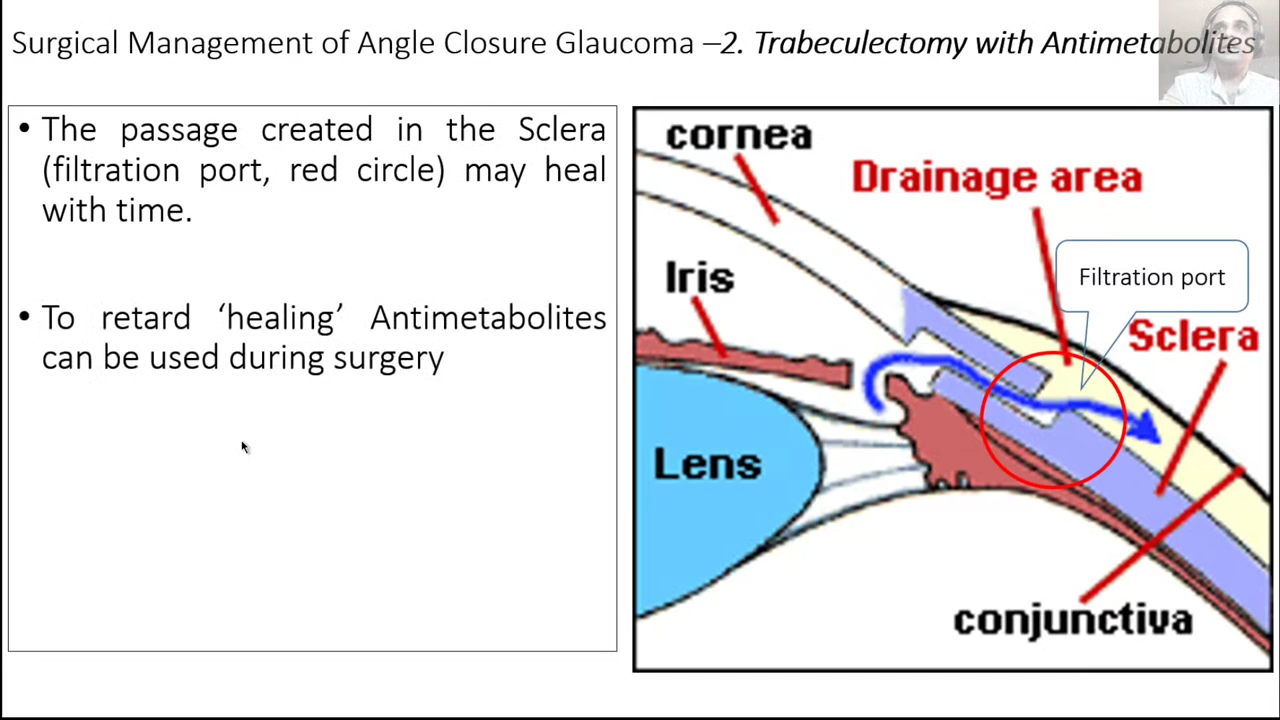 Surgical Management of Angle Closure Glaucoma –2. Trabeculectomy with Antimetabolites
• The passage created in the Sclera
(filtration port, red circle) may heal
with time.
• To retard ‘healing’ Antimetabolites
can be used during surgery
cornea
Drainage area
Iris
Filtration port
Sclera
Lens
conjunctiva